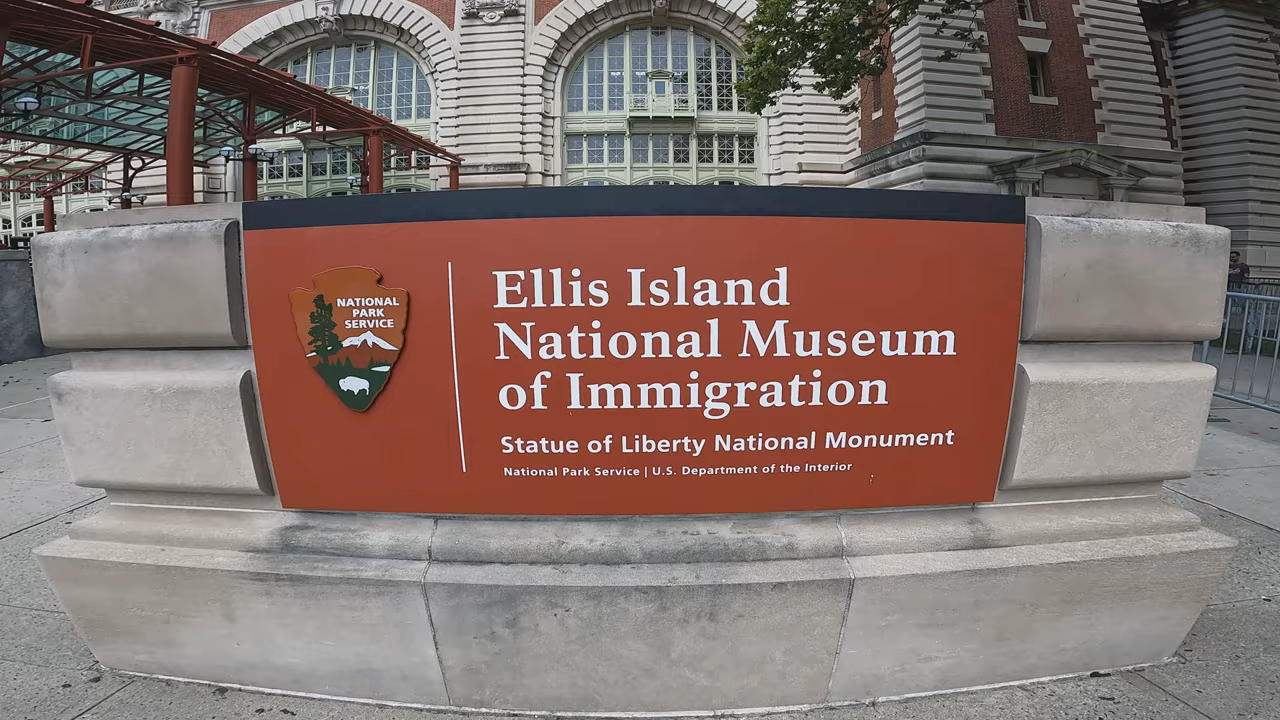 NATIONAL
PARK
SERVICE
Ellis Island
National Museum
of Immigration
Statue of Liberty National Monument
National Park Service | U.S. Department of the Interior